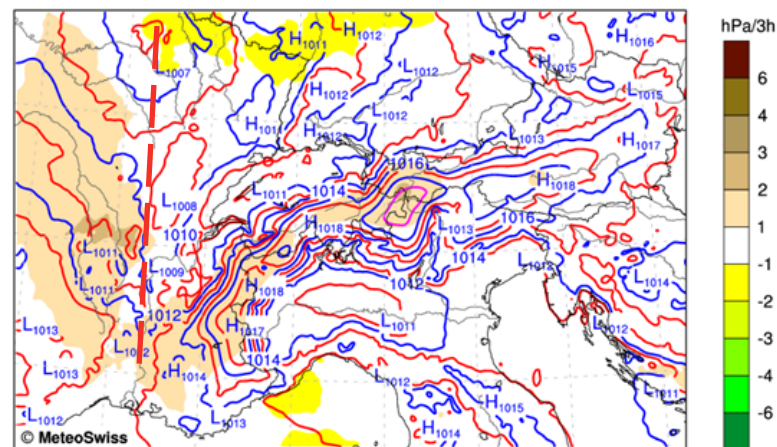 hPa/3h
H1011
H1012
H1016
L1007
L1012
H1015
L1015
6
H1012
4
H1011
L1012
3
H1012
L1013
H1017
2
1016
H1018
1
L1011
1014
L1008
1016
-1
1010
H1018
L1013
L1011
1014
-2
L1009
L1012
L1014
L1011
1012
H1018
-3
1012
L1013
H1017
L1011
L1012
-4
1014
L1013
H1014
L1012
L1011
-6
L1012
L1013
H1015
H1014
© MeteoSwiss